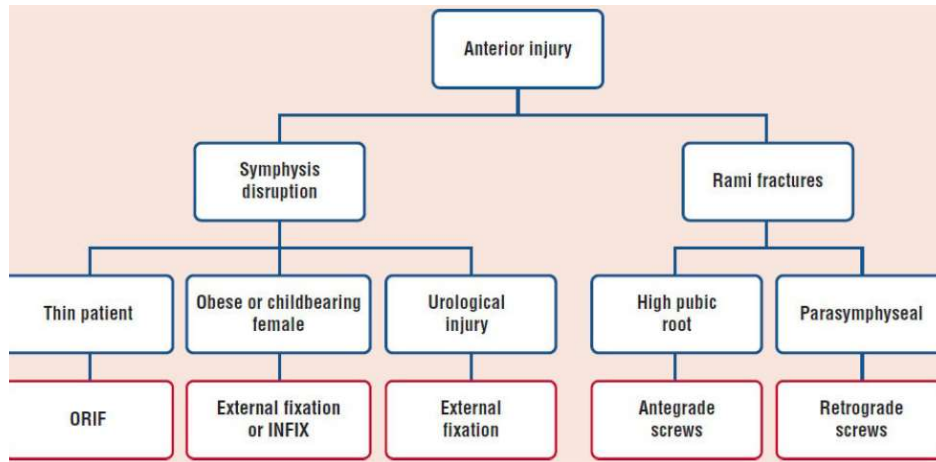 Anterior injury
Symphysis
disruption
Rami fractures
Thin patient
Obese or childbearing
female
Urological
injury
High pubic
root
Parasymphyseal
ORIF
External fixation
or INFIX
External
fixation
Antegrade
screws
Retrograde
screws